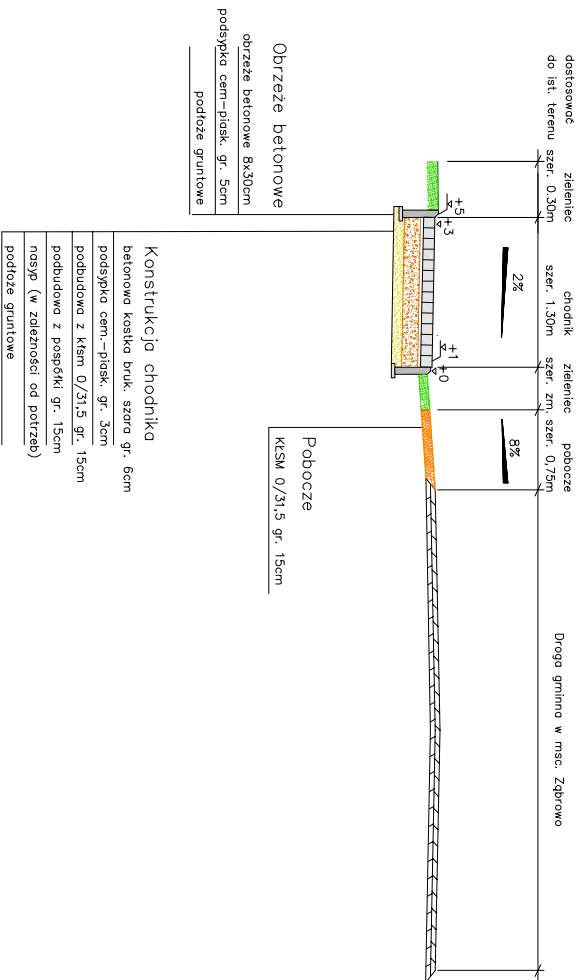 dostosować
do ist. terenu
zieleniec
szer. 0.30m
chodnik
szer. 1.30m
zieleniec
szer. zm.
pobocze
szer. 0,75m
Droga gminna w msc. Ząbrowo
2%
8%
+5
+3
+1
+0
Obrzeże betonowe
obrzeże betonowe 8x30cm
podsypka cem-piask. gr. 5cm
podłoże gruntowe
Pobocze
KŁSM 0/31,5 gr. 15cm
Konstrukcja chodnika
betonowa kostka bruk. szara gr. 6cm
podsypka cem.-piask. gr. 3cm
podbudowa z kłsm 0/31,5 gr. 15cm
podbudowa z pospółki gr. 15cm
nasyp (w zależności od potrzeb)
podłoże gruntowe